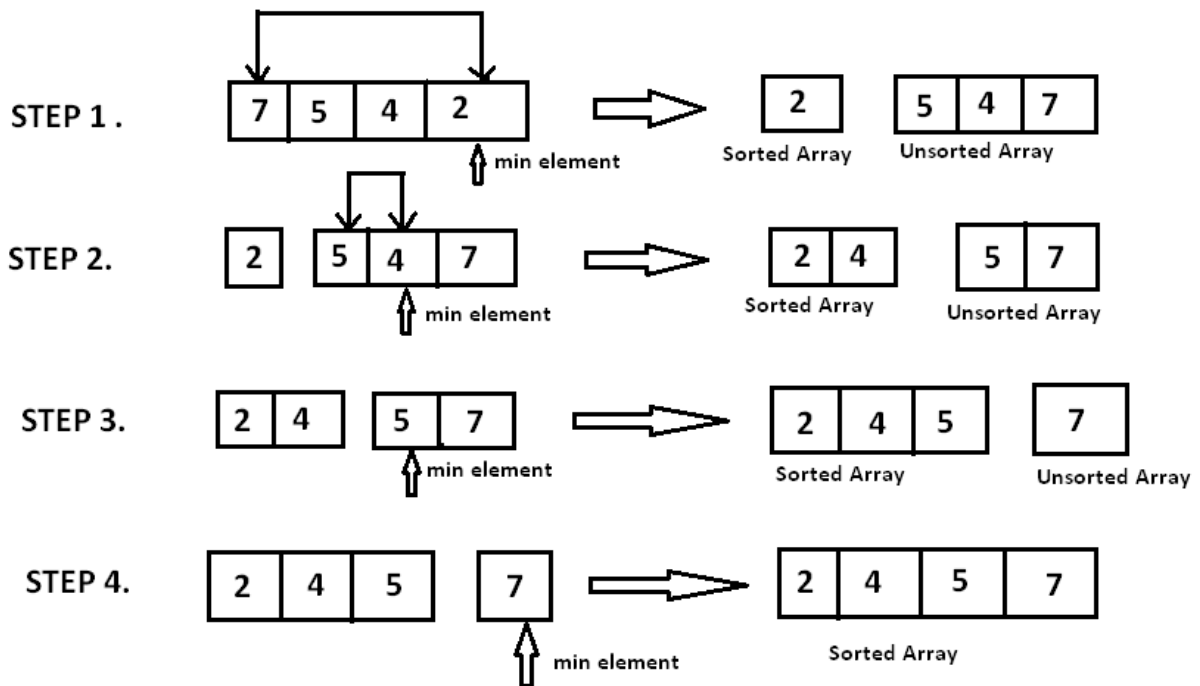 STEP 1 .
7 5 4 2
2
5 4 7
min element
Sorted Array
Unsorted Array
STEP 2.
2
5 4 7
2 4
5 7
min element
Sorted Array
Unsorted Array
STEP 3.
2 4
5 7
2 4 5
7
min element
Sorted Array
Unsorted Array
STEP 4.
2 4 5
7
2 4 5 7
min element
Sorted Array